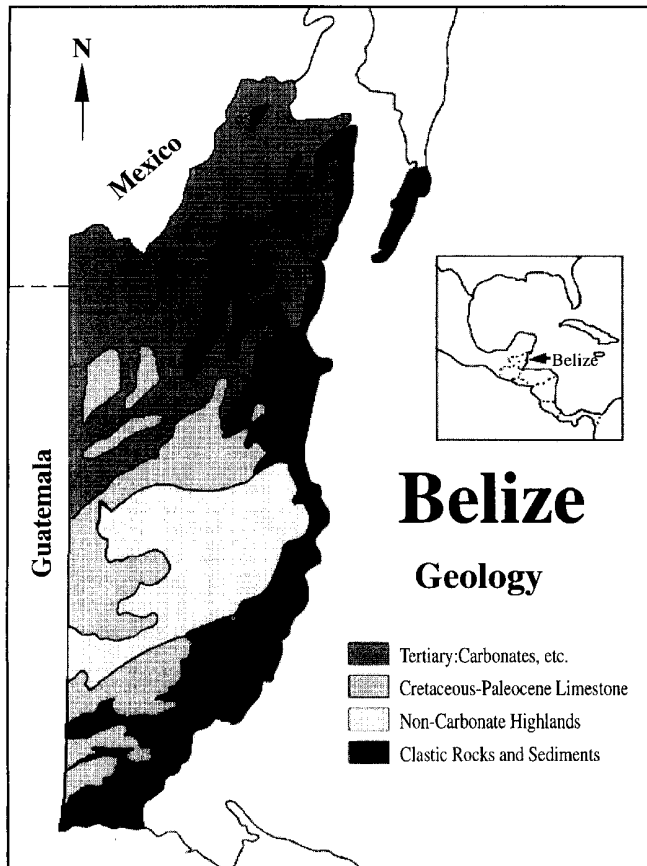 N
Mexico
Belize
Guatemala
Belize
Geology
Tertiary:Carbonates, etc.
Cretaceous-Paleocene Limestone
Non-Carbonate Highlands
Clastic Rocks and Sediments